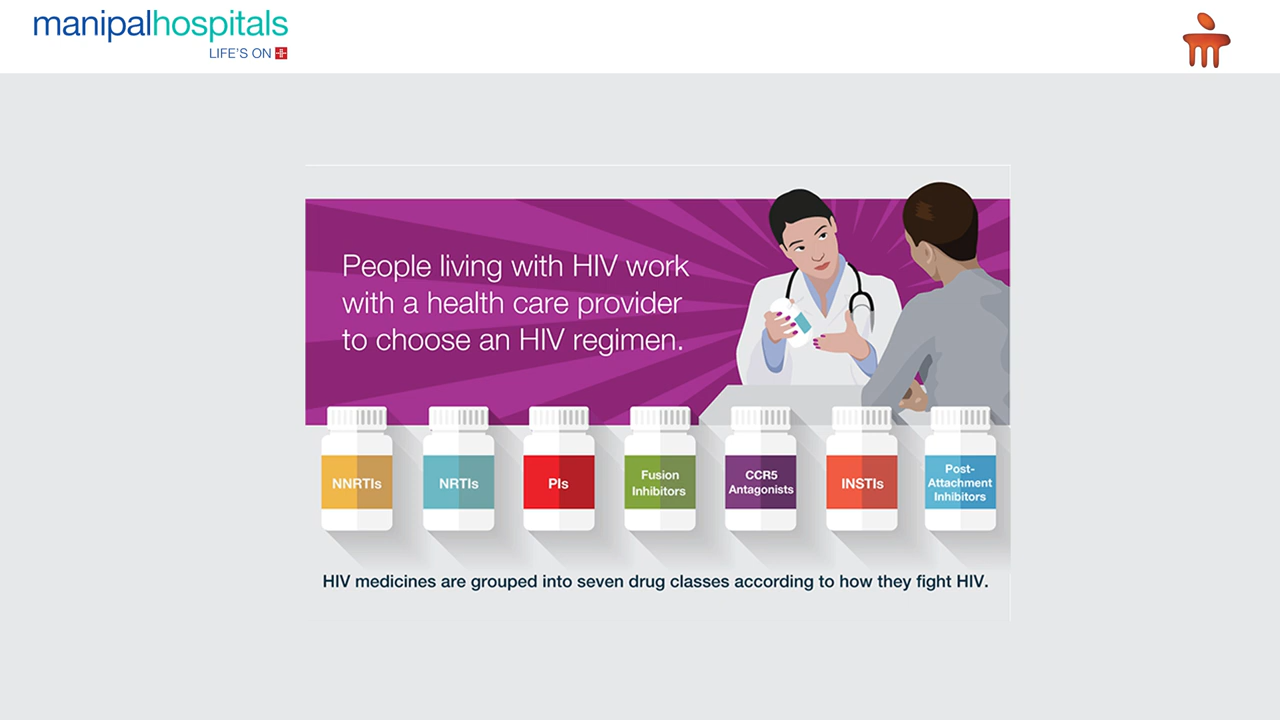 manipalhospitals
LIFE'S ON
People living with HIV work
with a health care provider
to choose an HIV regimen.
NNRTIs
NRTIs
PIs
Fusion
Inhibitors
CCR5
Antagonists
INSTIs
Post-
Attachment
Inhibitors
HIV medicines are grouped into seven drug classes according to how they fight HIV.